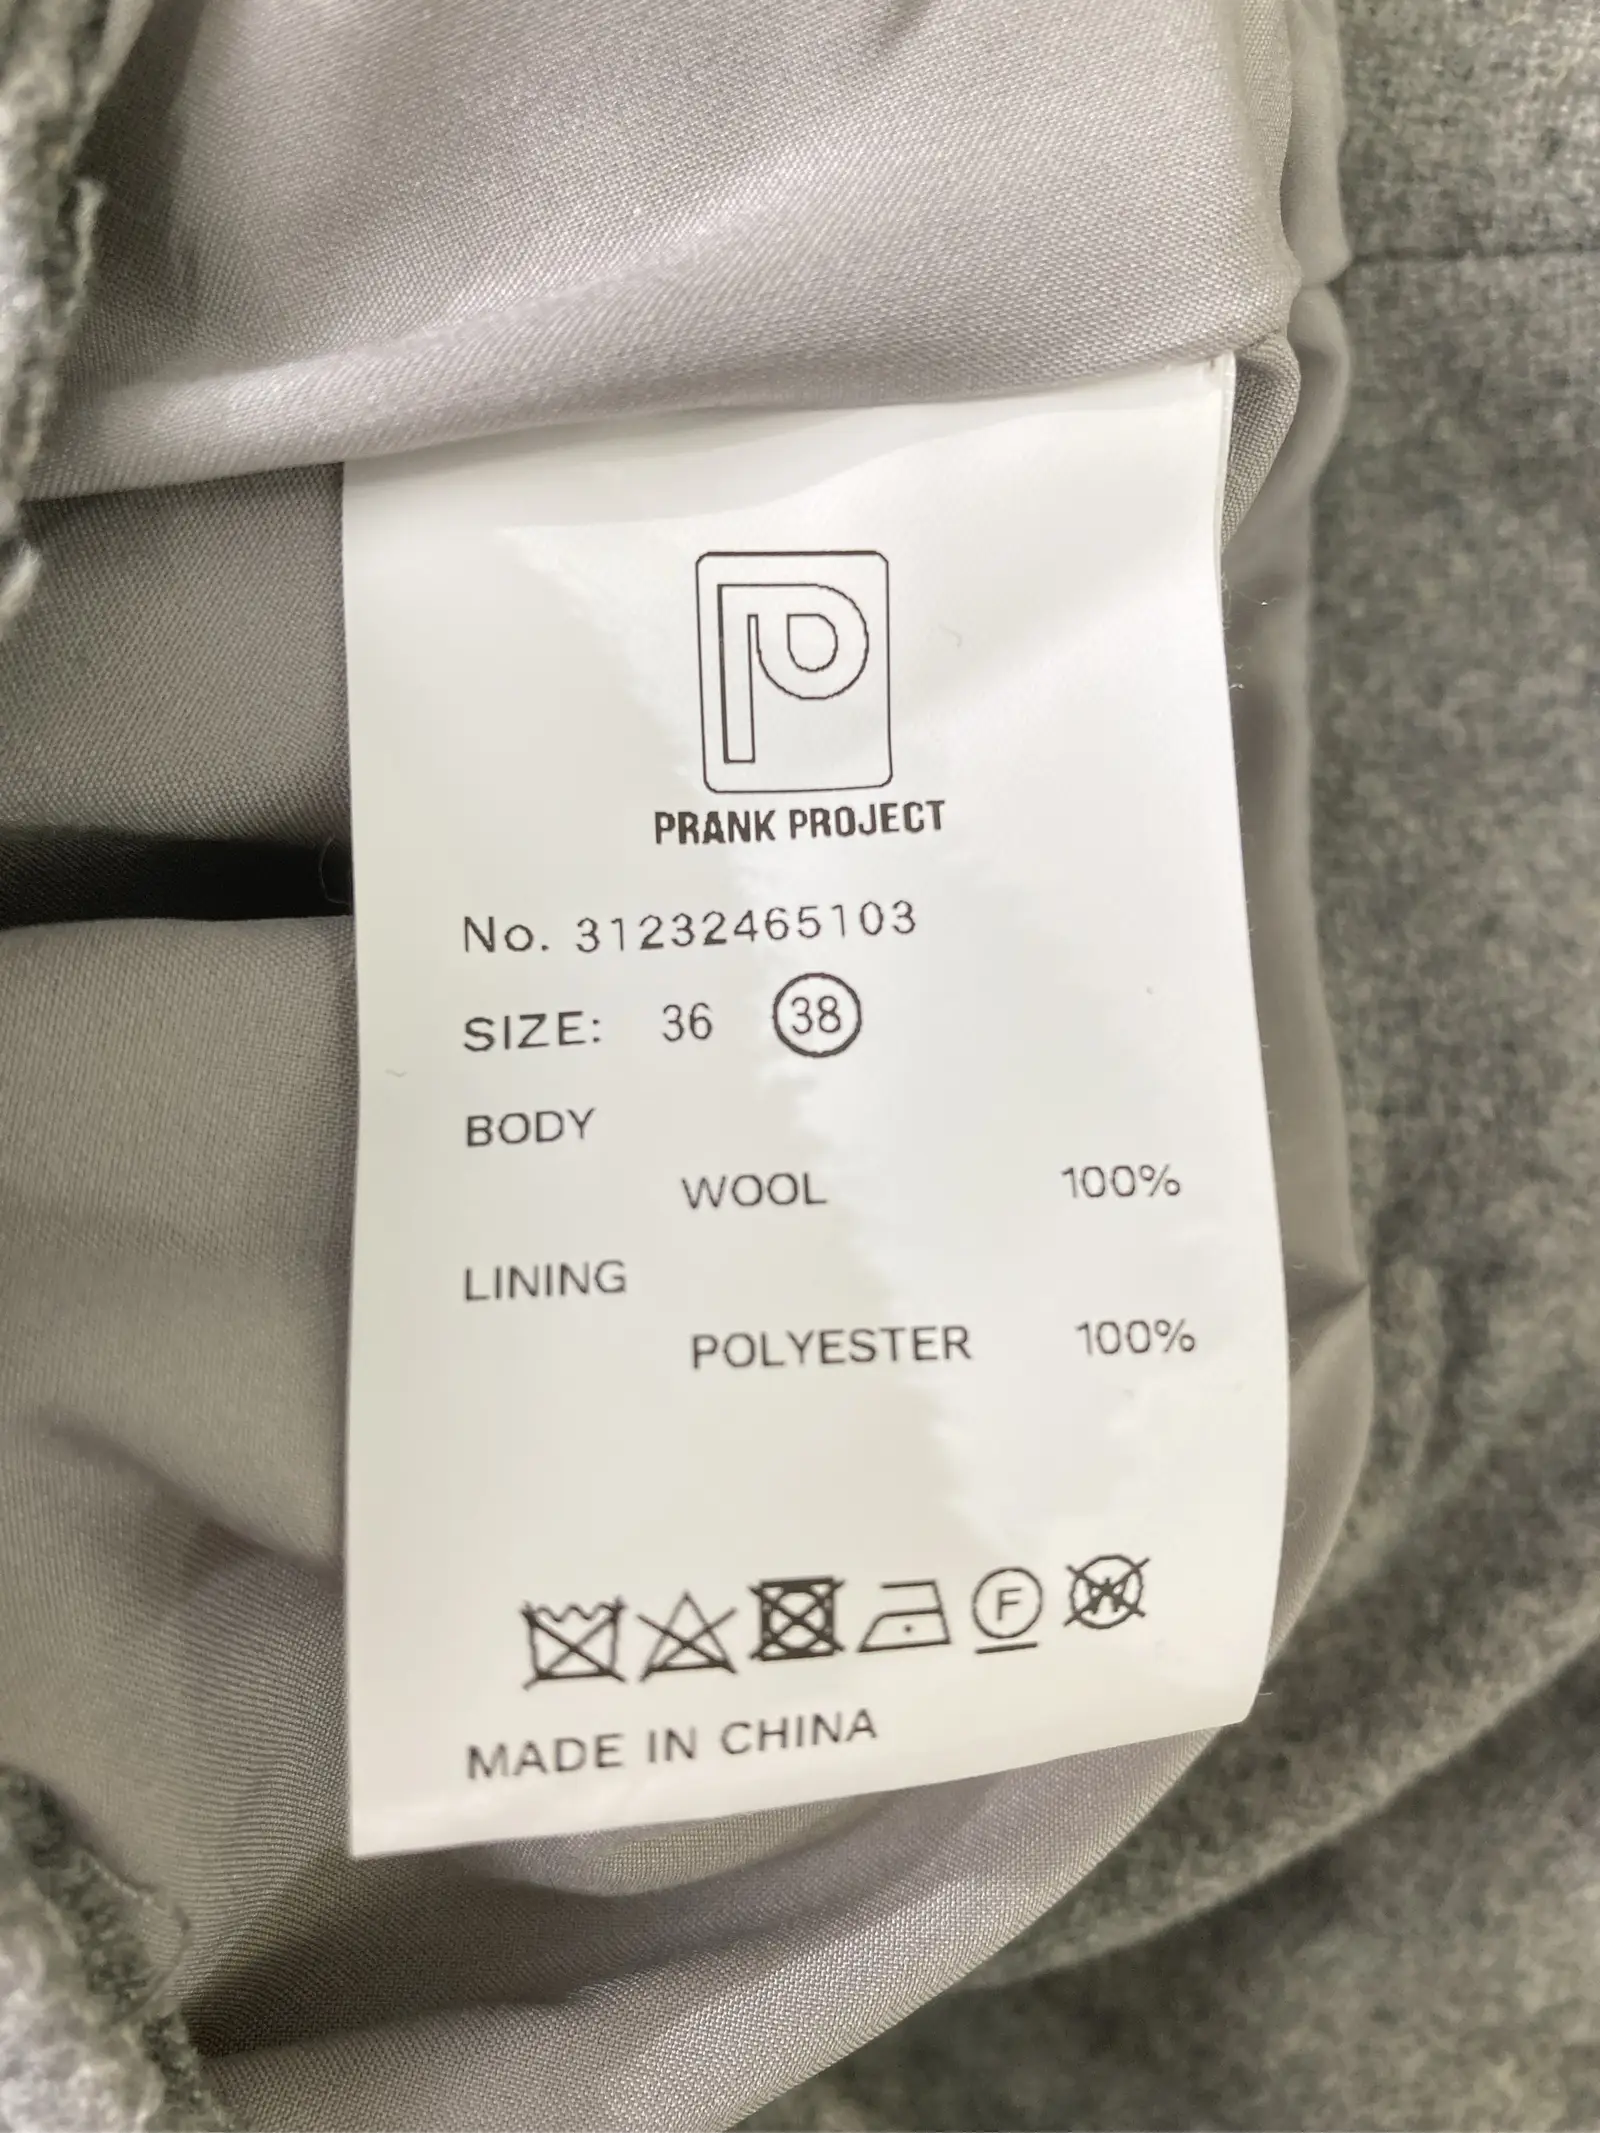 P
PRANK PROJECT
No. 31232465103
SIZE: 36 38
BODY
WOOL 100%
LINING
POLYESTER 100%
F W
MADE IN CHINA